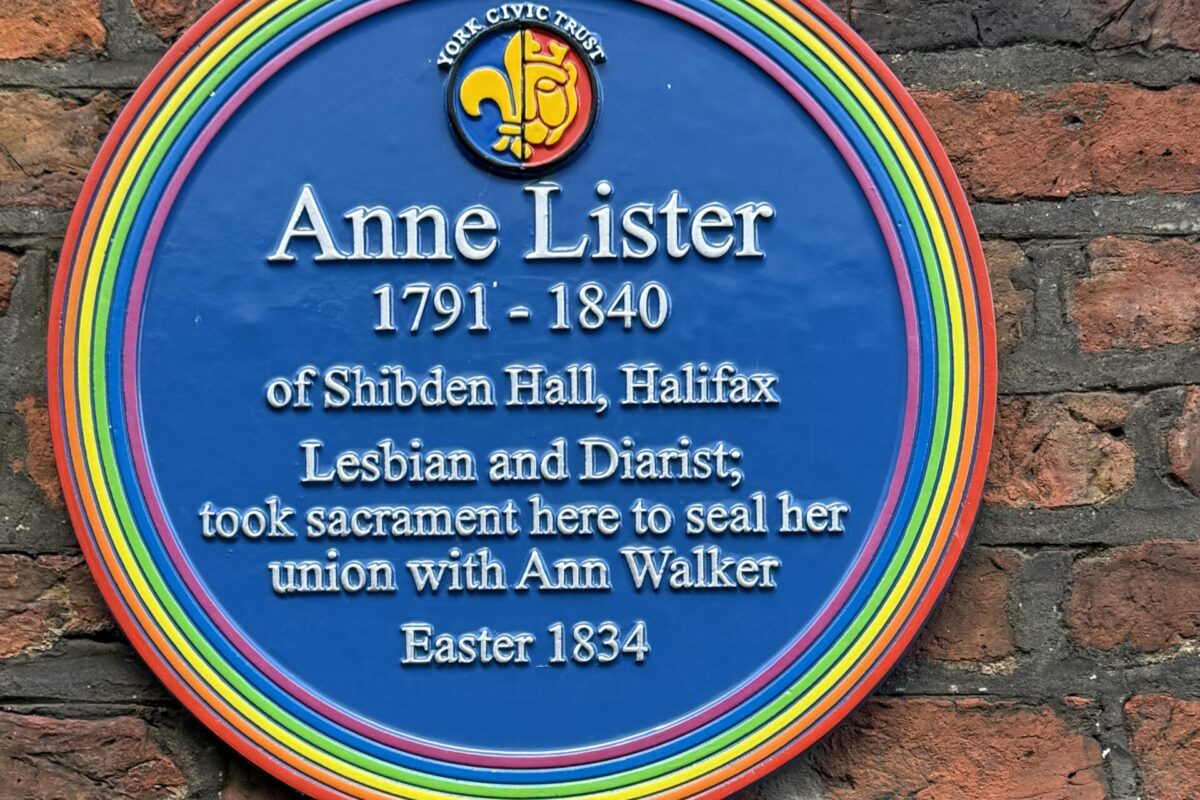 YORK CIVIC TRUST
Anne Lister
1791 - 1840
of Shibden Hall, Halifax
Lesbian and Diarist;
took sacrament here to seal her
union with Ann Walker
Easter 1834